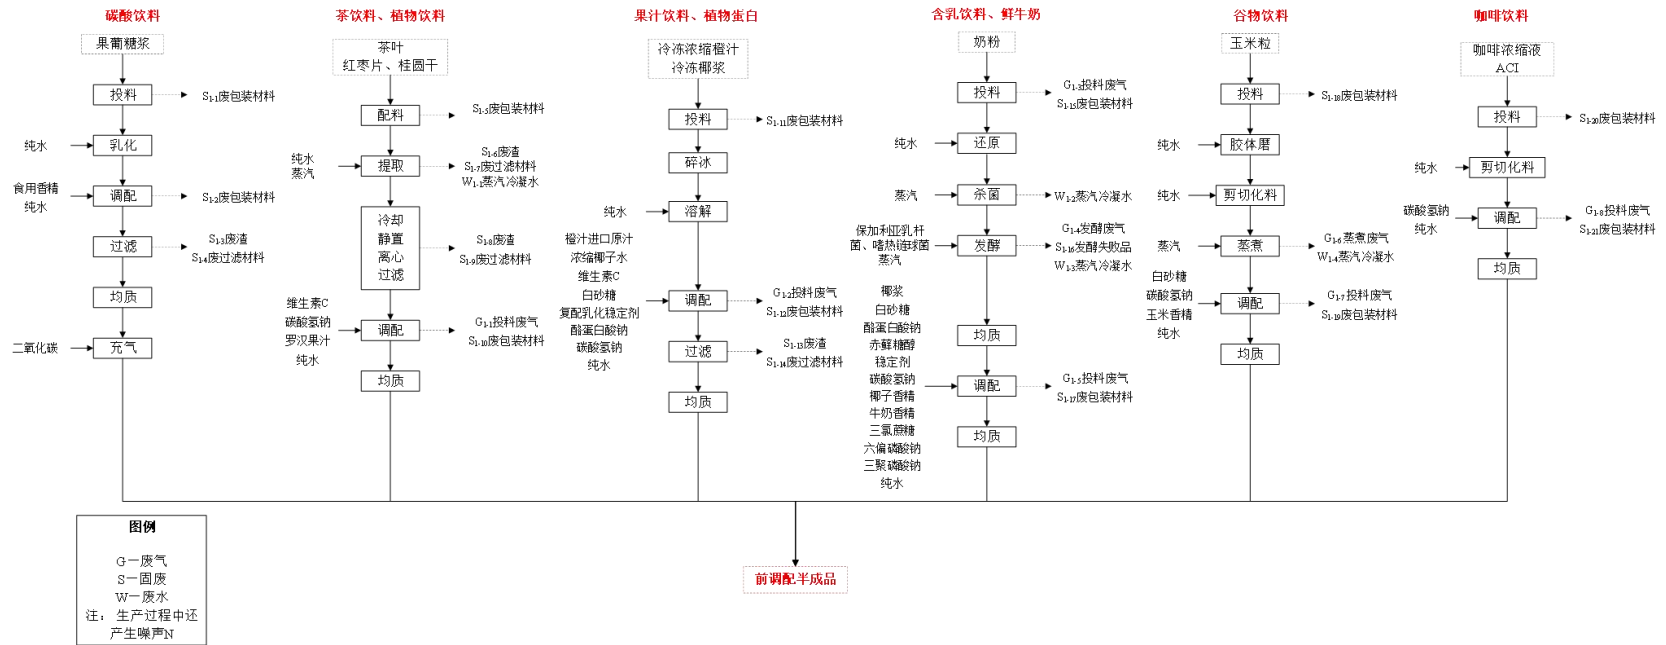 碳酸饮料
果葡糖浆
投料
S1-1废包装材料
纯水
乳化
食用香精
纯水
调配
S1-2废包装材料
过滤
S1-3废渣
S1-4废过滤材料
均质
二氧化碳
充气
茶饮料、植物饮料
茶叶
红枣片、桂圆干
配料
S1-5废包装材料
纯水
蒸汽
提取
S1-6废渣
S1-7废过滤材料
W1-1蒸汽冷凝水
冷却
静置
离心
过滤
S1-8废渣
S1-9废过滤材料
维生素C
碳酸氢钠
罗汉果汁
纯水
调配
G1-1投料废气
S1-10废包装材料
均质
果汁饮料、植物蛋白
冷冻浓缩橙汁
冷冻椰浆
投料
S1-11废包装材料
碎冰
纯水
溶解
橙汁进口原汁
浓缩椰子水
维生素C
白砂糖
复配乳化稳定剂
酪蛋白酸钠
碳酸氢钠
纯水
调配
G1-2投料废气
S1-12废包装材料
过滤
S1-13废渣
S1-14废过滤材料
均质
含乳饮料、鲜牛奶
奶粉
投料
G1-3投料废气
S1-15废包装材料
纯水
还原
蒸汽
杀菌
W1-2蒸汽冷凝水
保加利亚乳杆
菌、嗜热链球菌
蒸汽
发酵
G1-4发酵废气
S1-16发酵失败品
W1-3蒸汽冷凝水
均质
椰浆
白砂糖
酪蛋白酸钠
赤藓糖醇
稳定剂
碳酸氢钠
椰子香精
牛奶香精
三氯蔗糖
六偏磷酸钠
三聚磷酸钠
纯水
调配
G1-5投料废气
S1-17废包装材料
均质
谷物饮料
玉米粒
投料
S1-18废包装材料
纯水
胶体磨
纯水
剪切化料
蒸汽
蒸煮
G1-6蒸煮废气
W1-4蒸汽冷凝水
白砂糖
碳酸氢钠
玉米香精
纯水
调配
G1-7投料废气
S1-19废包装材料
均质
咖啡饮料
咖啡浓缩液
ACI
投料
S1-20废包装材料
纯水
剪切化料
碳酸氢钠
纯水
调配
G1-8投料废气
S1-21废包装材料
均质
前调配半成品
图例
G—废气
S—固废
W—废水
注： 生产过程中还
产生噪声N